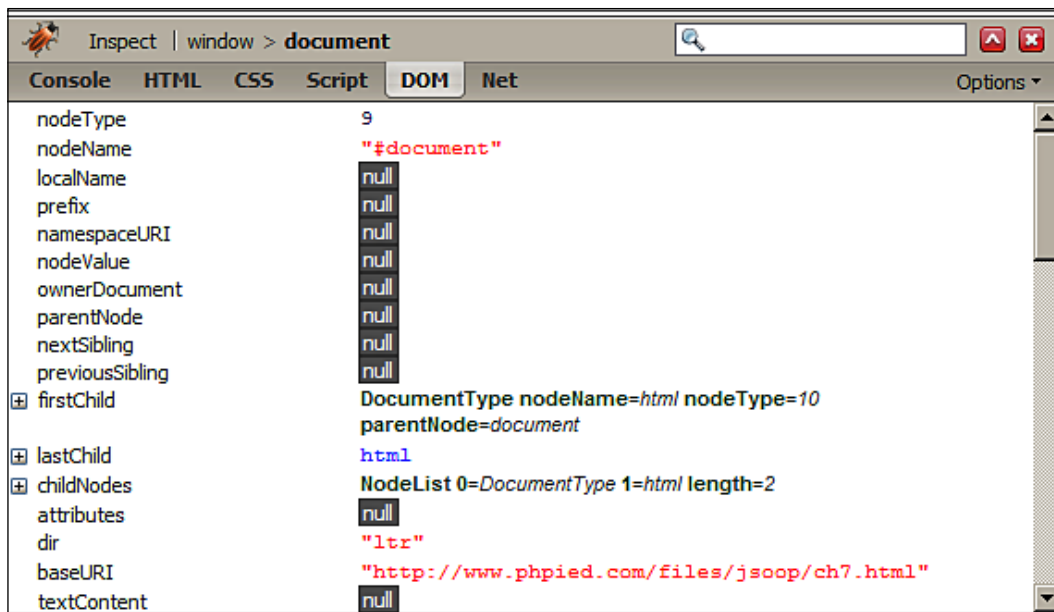 Inspect | window > document
Console HTML CSS Script DOM Net Options
nodeType 9
nodeName "#document"
localName null
prefix null
namespaceURI null
nodeValue null
ownerDocument null
parentNode null
nextSibling null
previousSibling null
firstChild DocumentType nodeName=html nodeType=10
parentNode=document
lastChild html
childNodes NodeList 0=DocumentType 1=html length=2
attributes null
dir "ltr"
baseURI "http://www.phpied.com/files/jsoop/ch7.html"
textContent null